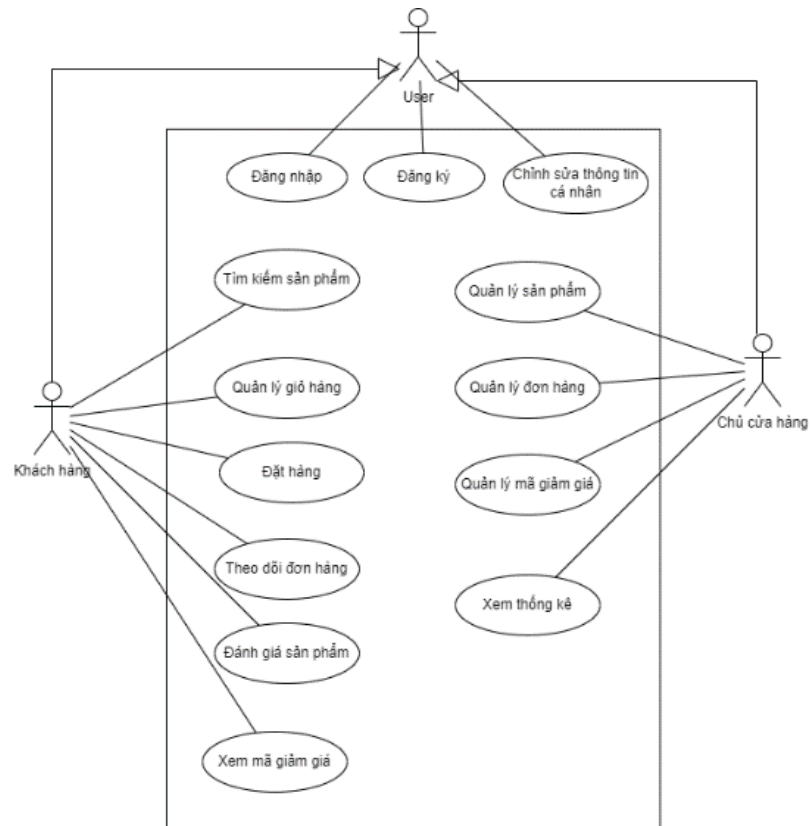 User
Đăng nhập
Đăng ký
Chỉnh sửa thông tin
cá nhân
Tìm kiếm sản phẩm
Quản lý sản phẩm
Quản lý giỏ hàng
Quản lý đơn hàng
Chủ cửa hàng
Khách hàng
Đặt hàng
Quản lý mã giảm giá
Theo dõi đơn hàng
Xem thống kê
Đánh giá sản phẩm
Xem mã giảm giá